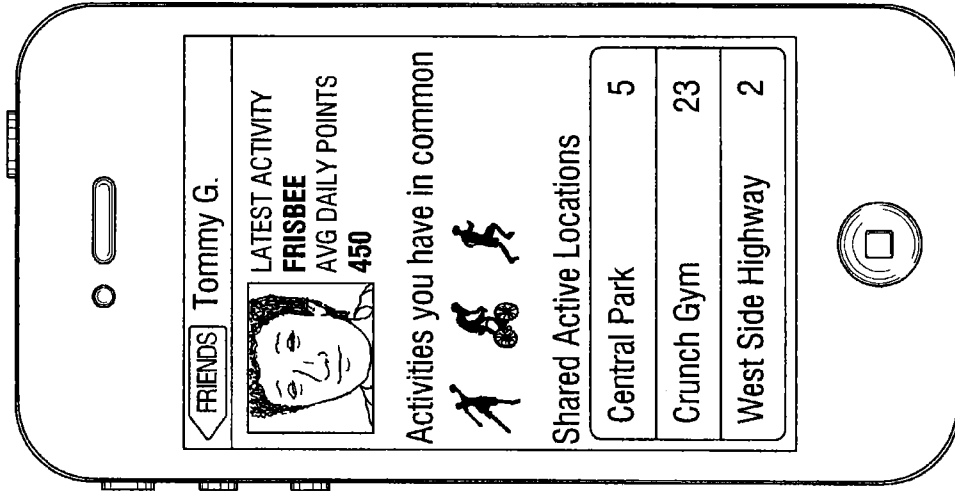 FRIENDS Tommy G.
LATEST ACTIVITY
FRISBEE
AVG DAILY POINTS
450
Activities you have in common
Shared Active Locations
Central Park 5
Crunch Gym 23
West Side Highway 2